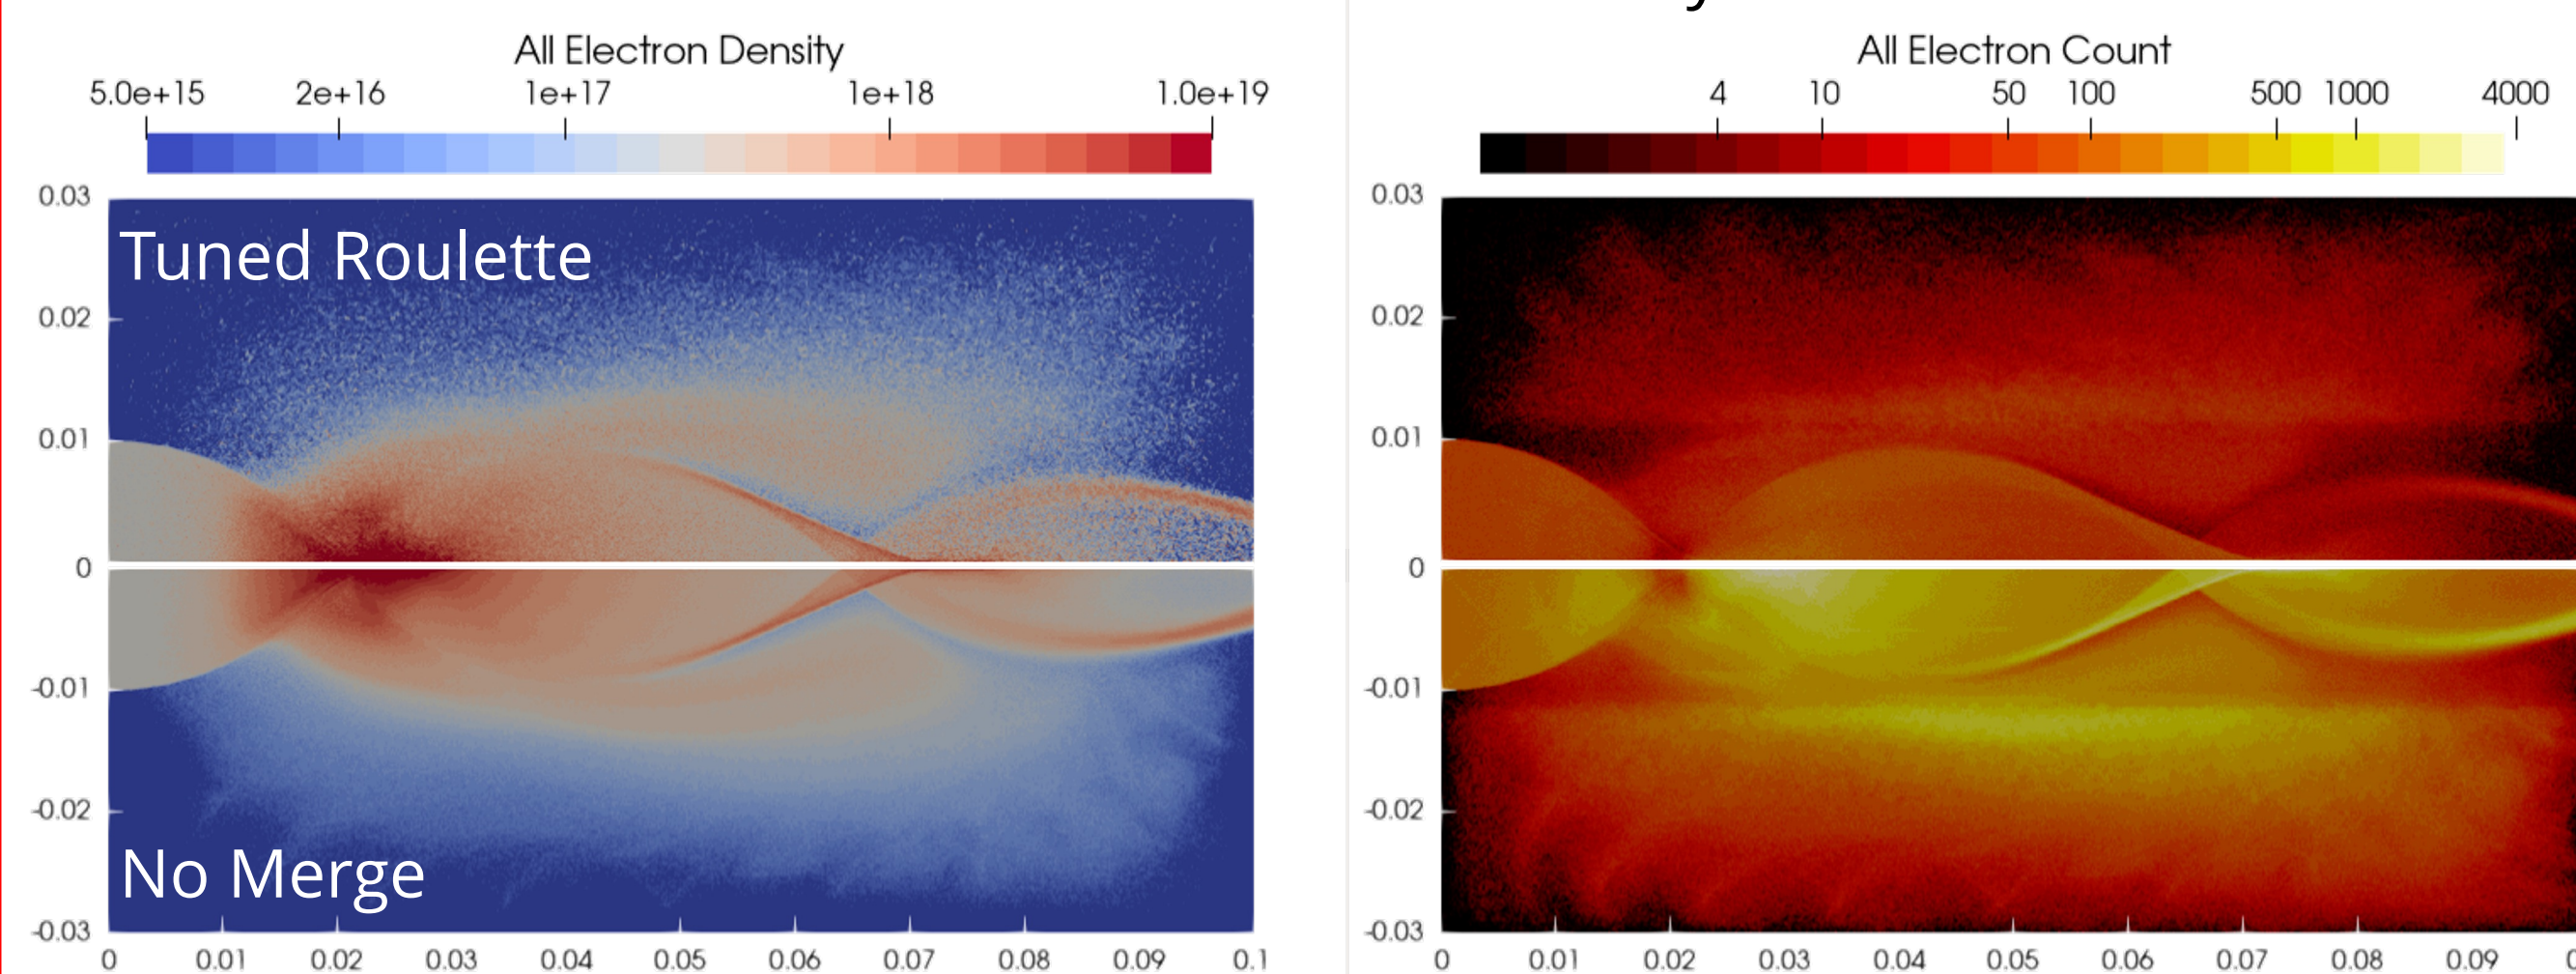 All Electron Density
5.0e+15 2e+16 1e+17 1e+18 1.0e+19
0.03
Tuned Roulette
0.02
0.01
0
-0.01
-0.02
No Merge
-0.03
0 0.01 0.02 0.03 0.04 0.05 0.06 0.07 0.08 0.09 0.1
All Electron Count
4 10 50 100 500 1000 4000
0.03
0.02
0.01
0
-0.01
-0.02
-0.03
0 0.01 0.02 0.03 0.04 0.05 0.06 0.07 0.08 0.09